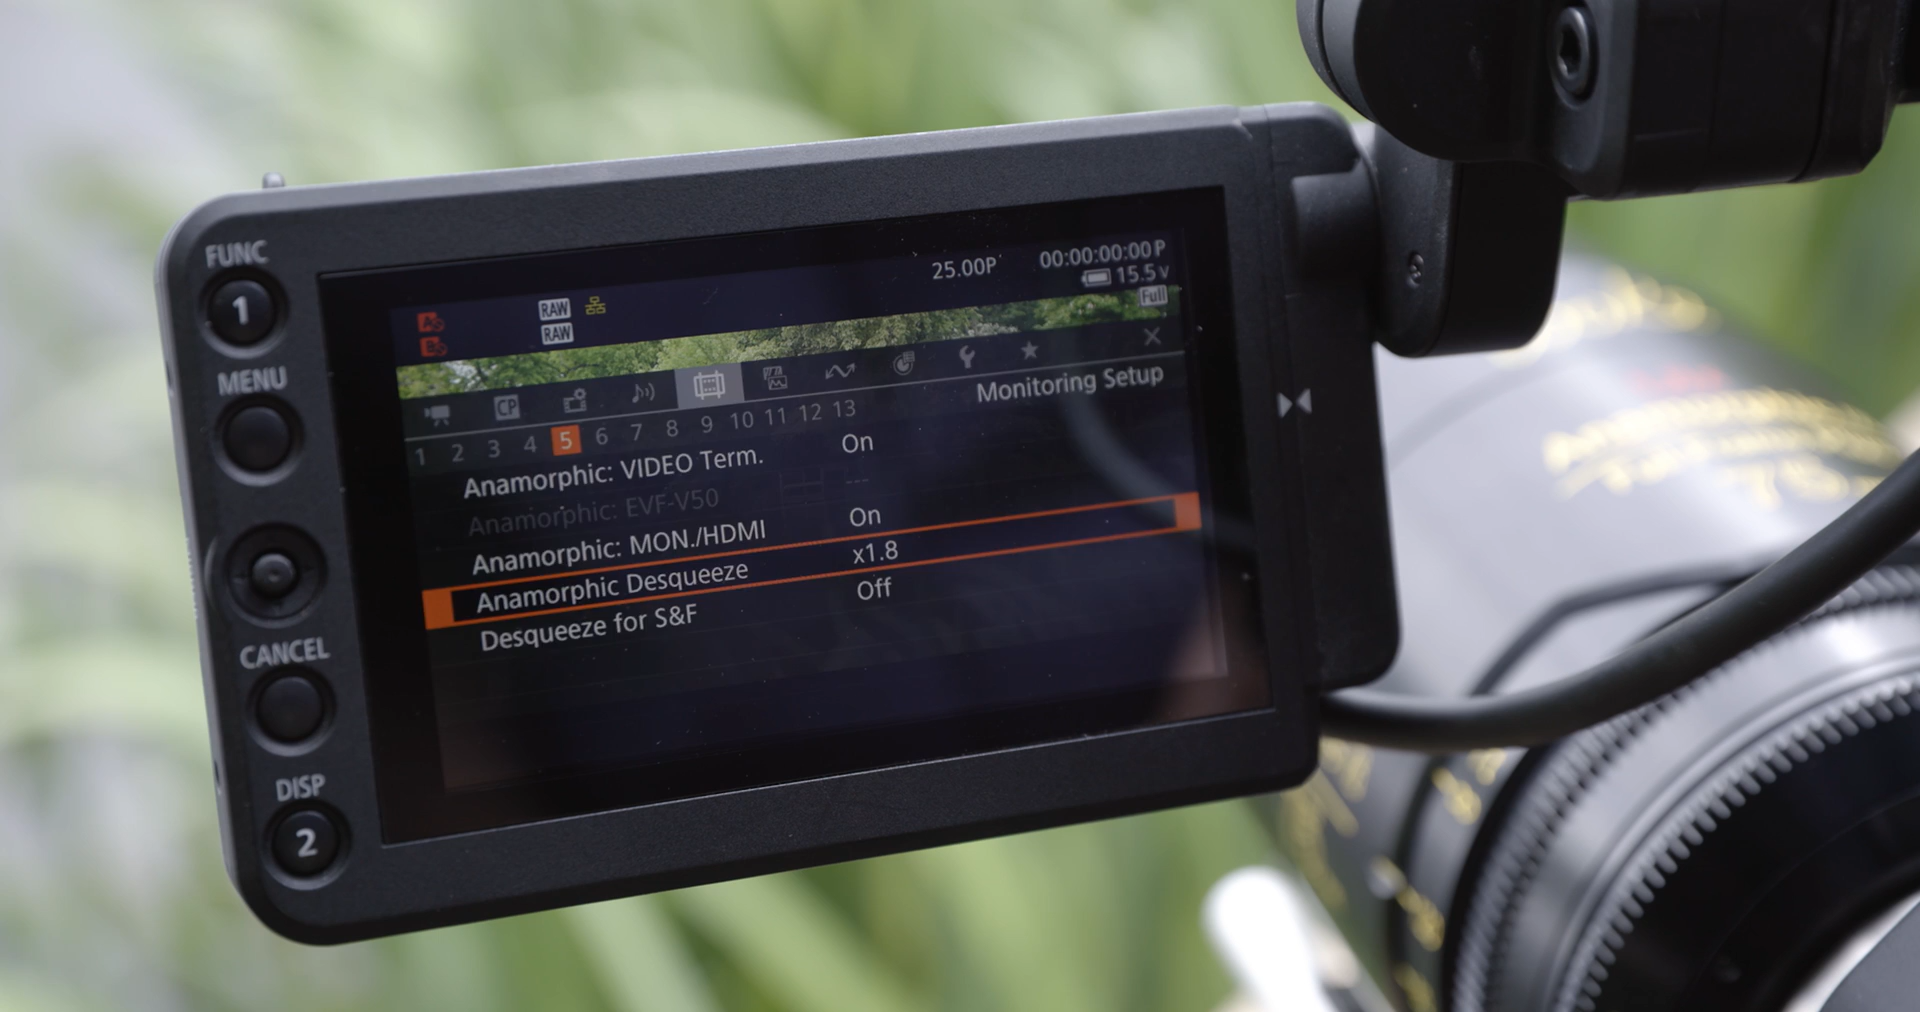 FUNC
1
MENU
CANCEL
DISP
2
25.00P
00:00:00:00 P
15.5V
A
B
RAW
RAW
Full
CP
Monitoring Setup
1 2 3 4 5 6 7 8 9 10 11 12 13
Anamorphic: VIDEO Term. On
Anamorphic: EVF-V50 ---
Anamorphic: MON./HDMI On
Anamorphic Desqueeze x1.8
Desqueeze for S&F Off